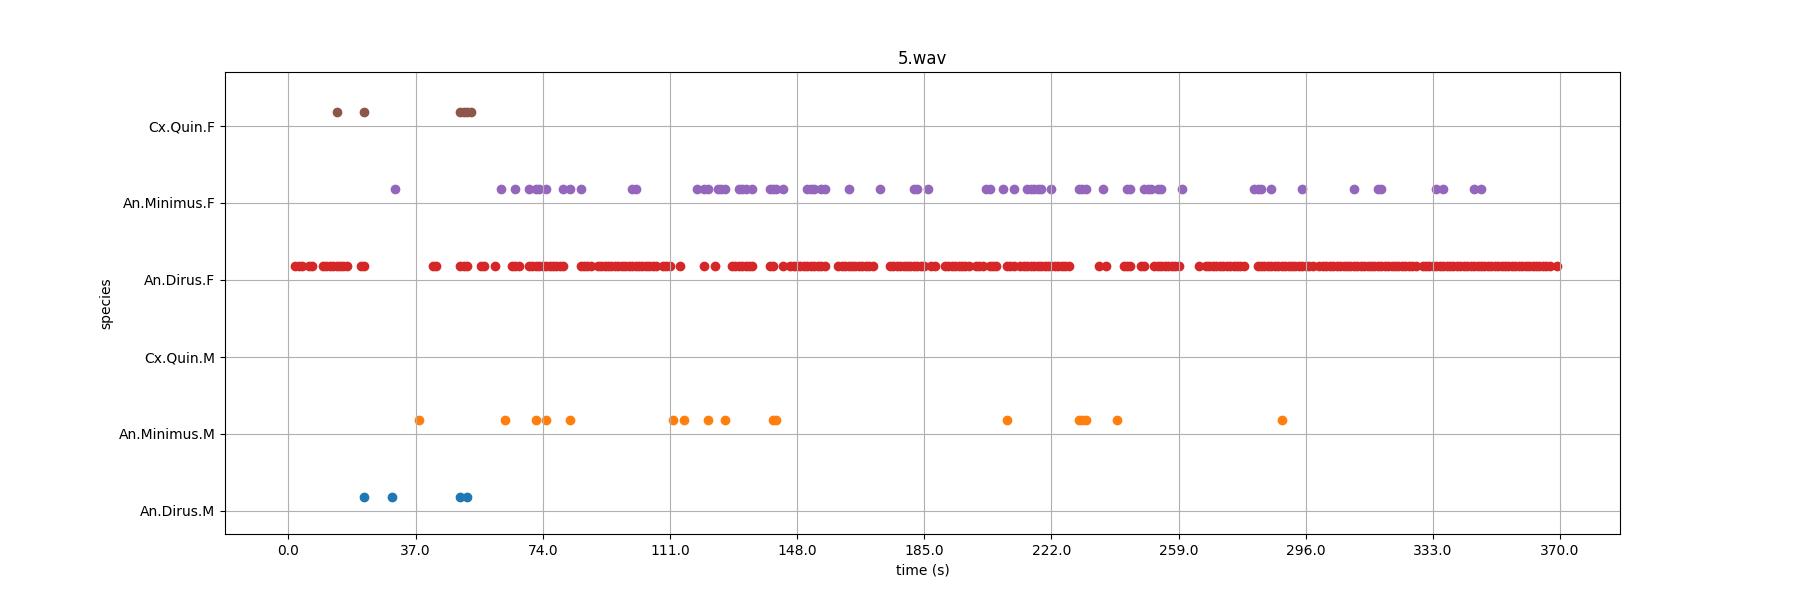 5.wav
Cx.Quin.F
An.Minimus.F
An.Dirus.F
Cx.Quin.M
An.Minimus.M
An.Dirus.M
species
0.0 37.0 74.0 111.0 148.0 185.0 222.0 259.0 296.0 333.0 370.0
time (s)